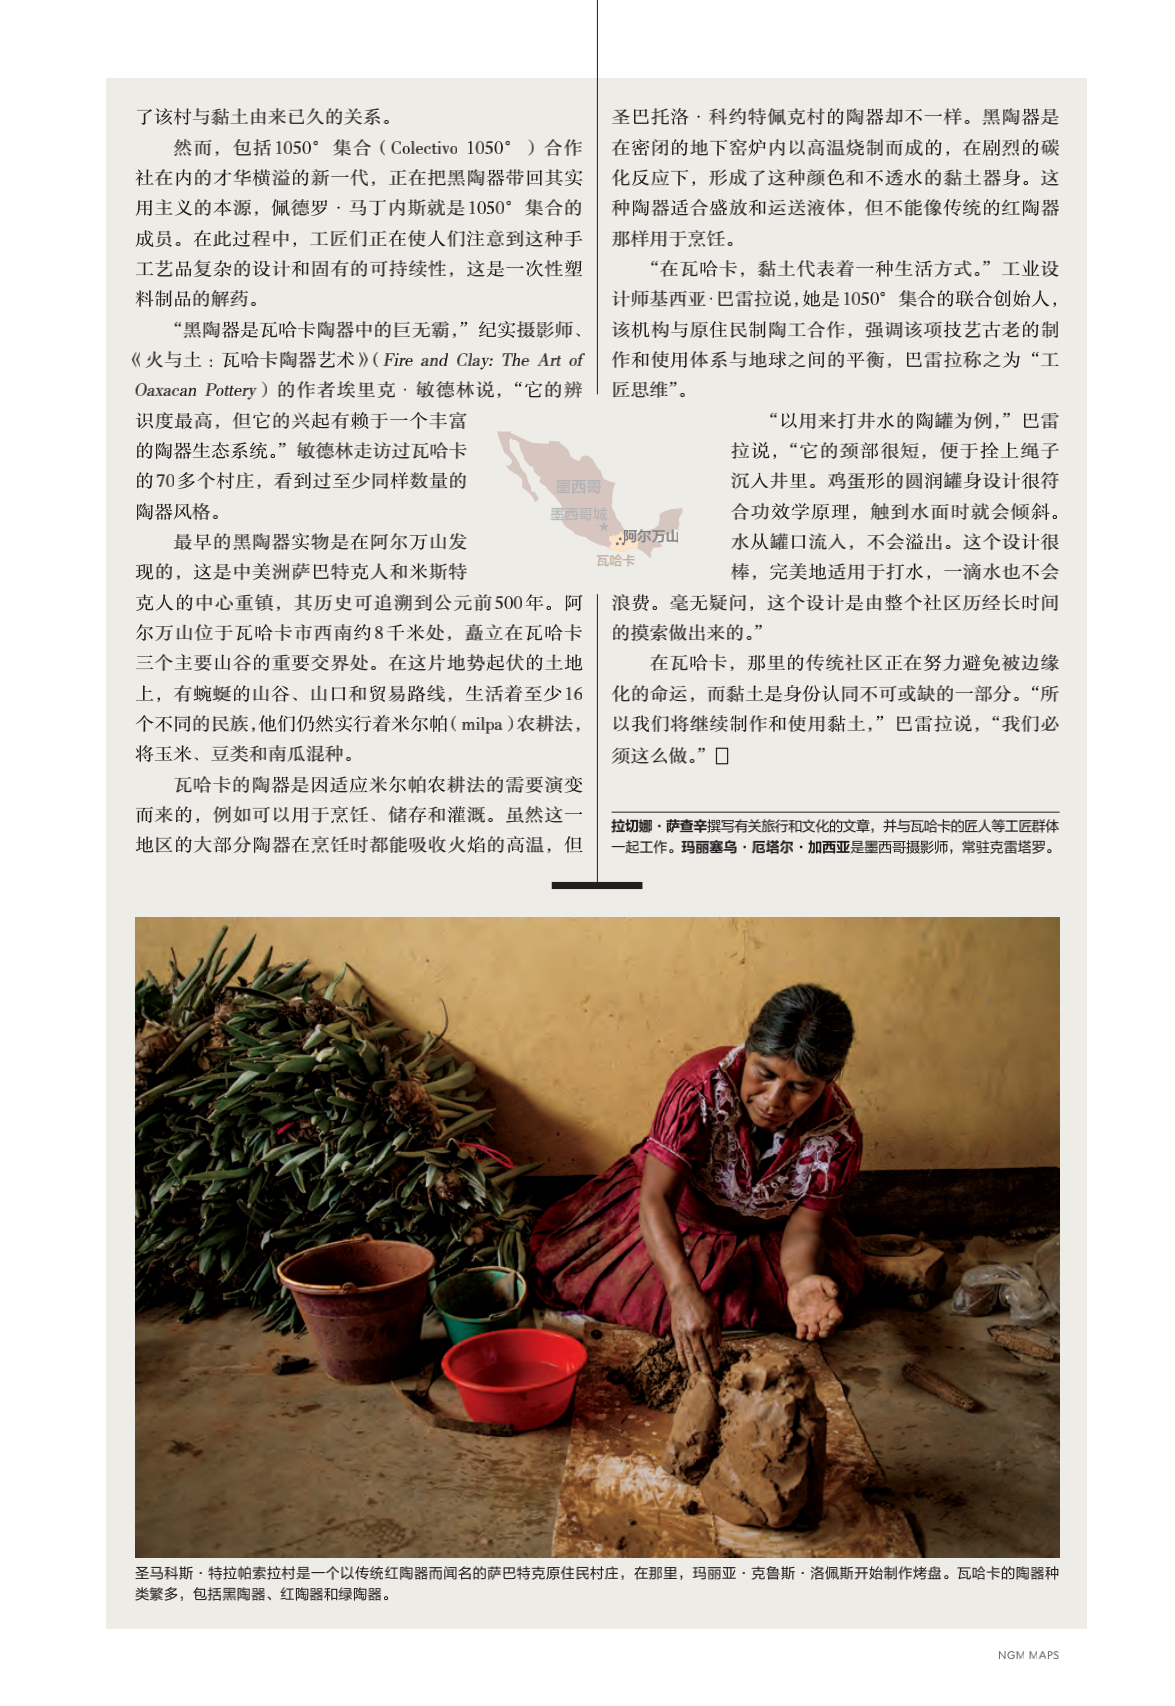 了该村与黏土由来已久的关系。
然而，包括1050°集合（Colectivo 1050°）合作
社在内的才华横溢的新一代，正在把黑陶器带回其实
用主义的本源，佩德罗·马丁内斯就是1050°集合的
成员。在此过程中，工匠们正在使人们注意到这种手
工艺品复杂的设计和固有的可持续性，这是一次性塑
料制品的解药。
“黑陶器是瓦哈卡陶器中的巨无霸，”纪实摄影师、
《火与土：瓦哈卡陶器艺术》（Fire and Clay: The Art of
Oaxacan Pottery）的作者埃里克·敏德林说，“它的辨
识度最高，但它的兴起有赖于一个丰富
的陶器生态系统。”敏德林走访过瓦哈卡
的70多个村庄，看到过至少同样数量的
陶器风格。
最早的黑陶器实物是在阿尔万山发
现的，这是中美洲萨巴特克人和米斯特
克人的中心重镇，其历史可追溯到公元前500年。阿
尔万山位于瓦哈卡市西南约8千米处，矗立在瓦哈卡
三个主要山谷的重要交界处。在这片地势起伏的土地
上，有蜿蜒的山谷、山口和贸易路线，生活着至少16
个不同的民族，他们仍然实行着米尔帕（milpa）农耕法，
将玉米、豆类和南瓜混种。
瓦哈卡的陶器是因适应米尔帕农耕法的需要演变
而来的，例如可以用于烹饪、储存和灌溉。虽然这一
地区的大部分陶器在烹饪时都能吸收火焰的高温，但
圣巴托洛·科约特佩克村的陶器却不一样。黑陶器是
在密闭的地下窑炉内以高温烧制而成的，在剧烈的碳
化反应下，形成了这种颜色和不透水的黏土器身。这
种陶器适合盛放和运送液体，但不能像传统的红陶器
那样用于烹饪。
“在瓦哈卡，黏土代表着一种生活方式。”工业设
计师基西亚·巴雷拉说，她是1050°集合的联合创始人，
该机构与原住民制陶工合作，强调该项技艺古老的制
作和使用体系与地球之间的平衡，巴雷拉称之为“工
匠思维”。
“以用来打井水的陶罐为例，”巴雷
拉说，“它的颈部很短，便于拴上绳子
沉入井里。鸡蛋形的圆润罐身设计很符
合功效学原理，触到水面时就会倾斜。
水从罐口流入，不会溢出。这个设计很
棒，完美地适用于打水，一滴水也不会
浪费。毫无疑问，这个设计是由整个社区历经长时间
的摸索做出来的。”
在瓦哈卡，那里的传统社区正在努力避免被边缘
化的命运，而黏土是身份认同不可或缺的一部分。“所
以我们将继续制作和使用黏土，”巴雷拉说，“我们必
须这么做。”
墨西哥
墨西哥城
阿尔万山
瓦哈卡
拉切娜·萨查辛撰写有关旅行和文化的文章，并与瓦哈卡的匠人等工匠群体
一起工作。玛丽塞乌·厄塔尔·加西亚是墨西哥摄影师，常驻克雷塔罗。
圣马科斯·特拉帕索拉村是一个以传统红陶器而闻名的萨巴特克原住民村庄，在那里，玛丽亚·克鲁斯·洛佩斯开始制作烤盘。瓦哈卡的陶器种
类繁多，包括黑陶器、红陶器和绿陶器。
NGM MAPS